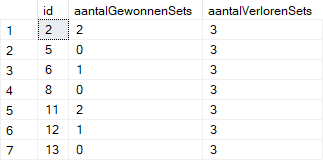 id aantalGewonnenSets aantalVerlorenSets
1 2 2 3
2 5 0 3
3 6 1 3
4 8 0 3
5 11 2 3
6 12 1 3
7 13 0 3